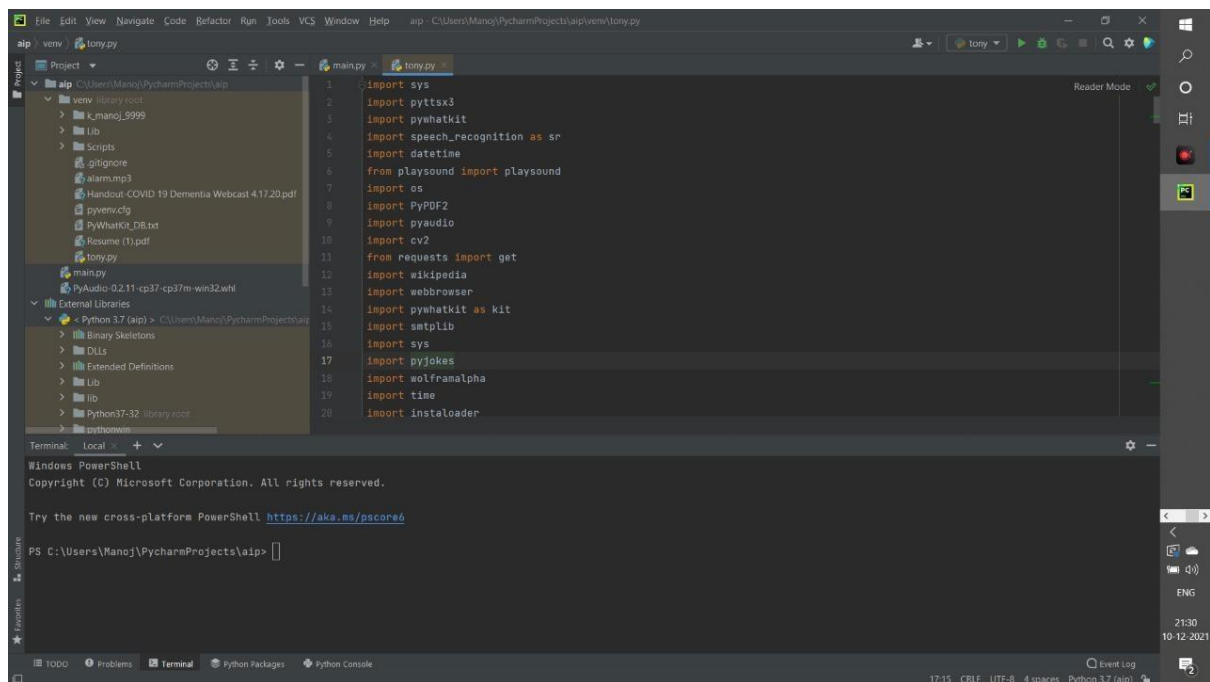 File Edit View Navigate Code Refactor Run Tools VCS Window Help aip - C:\Users\Manoj\PycharmProjects\aip\venv\tony.py
aip venv tony.py
tony
Project
Project
main.py
tony.py
Reader Mode
aip C:\Users\Manoj\PycharmProjects\aip
venv library root
k_manoj_9999
Lib
Scripts
.gitignore
alarm.mp3
Handout-COVID 19 Dementia Webcast 4.17.20.pdf
pyvenv.cfg
PyWhatKit_DB.txt
Resume (1).pdf
tony.py
main.py
PyAudio-0.2.11-cp37-cp37m-win32.whl
External Libraries
< Python 3.7 (aip) > C:\Users\Manoj\PycharmProjects\aip
Binary Skeletons
DLLs
Extended Definitions
Lib
lib
Python37-32 library root
pythonwin
1 import sys
2 import pyttsx3
3 import pywhatkit
4 import speech_recognition as sr
5 import datetime
6 from playsound import playsound
7 import os
8 import PyPDF2
9 import pyaudio
10 import cv2
11 from requests import get
12 import wikipedia
13 import webbrowser
14 import pywhatkit as kit
15 import smtplib
16 import sys
17 import pyjokes
18 import wolframalpha
19 import time
20 import instaloader
Terminal: Local
Windows PowerShell
Copyright (C) Microsoft Corporation. All rights reserved.
Try the new cross-platform PowerShell https://aka.ms/pscore6
PS C:\Users\Manoj\PycharmProjects\aip>
Structure
Favorites
TODO Problems Terminal Python Packages Python Console
Event Log
17:15 CRLF UTF-8 4 spaces Python 3.7 (aip)
PC
ENG
21:30
10-12-2021
2